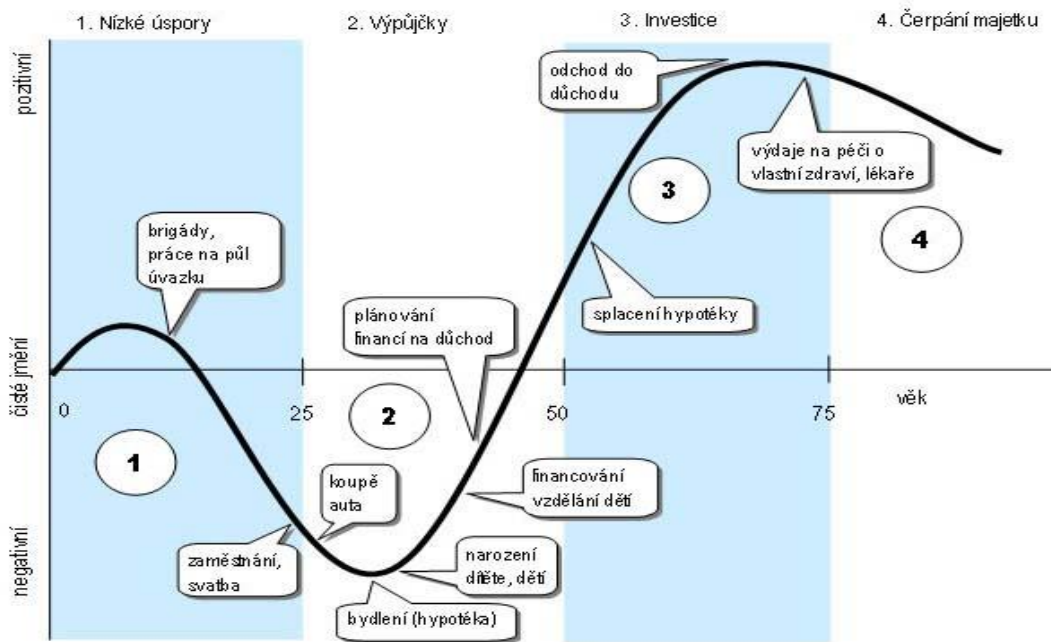 1. Nízké úspory
2. Výpůjčky
3. Investice
4. Čerpání majetku
pozitivní
čisté jmění
negativní
odchod do
důchodu
výdaje na péči o
vlastní zdraví, lékaře
3
4
brigády,
práce na půl
úvazku
plánování
financí na důchod
splacení hypotéky
0
25
50
75
věk
1
2
koupě
auta
financování
vzdělání dětí
zaměstnání,
svatba
narození
dítěte, dětí
bydlení (hypotéka)